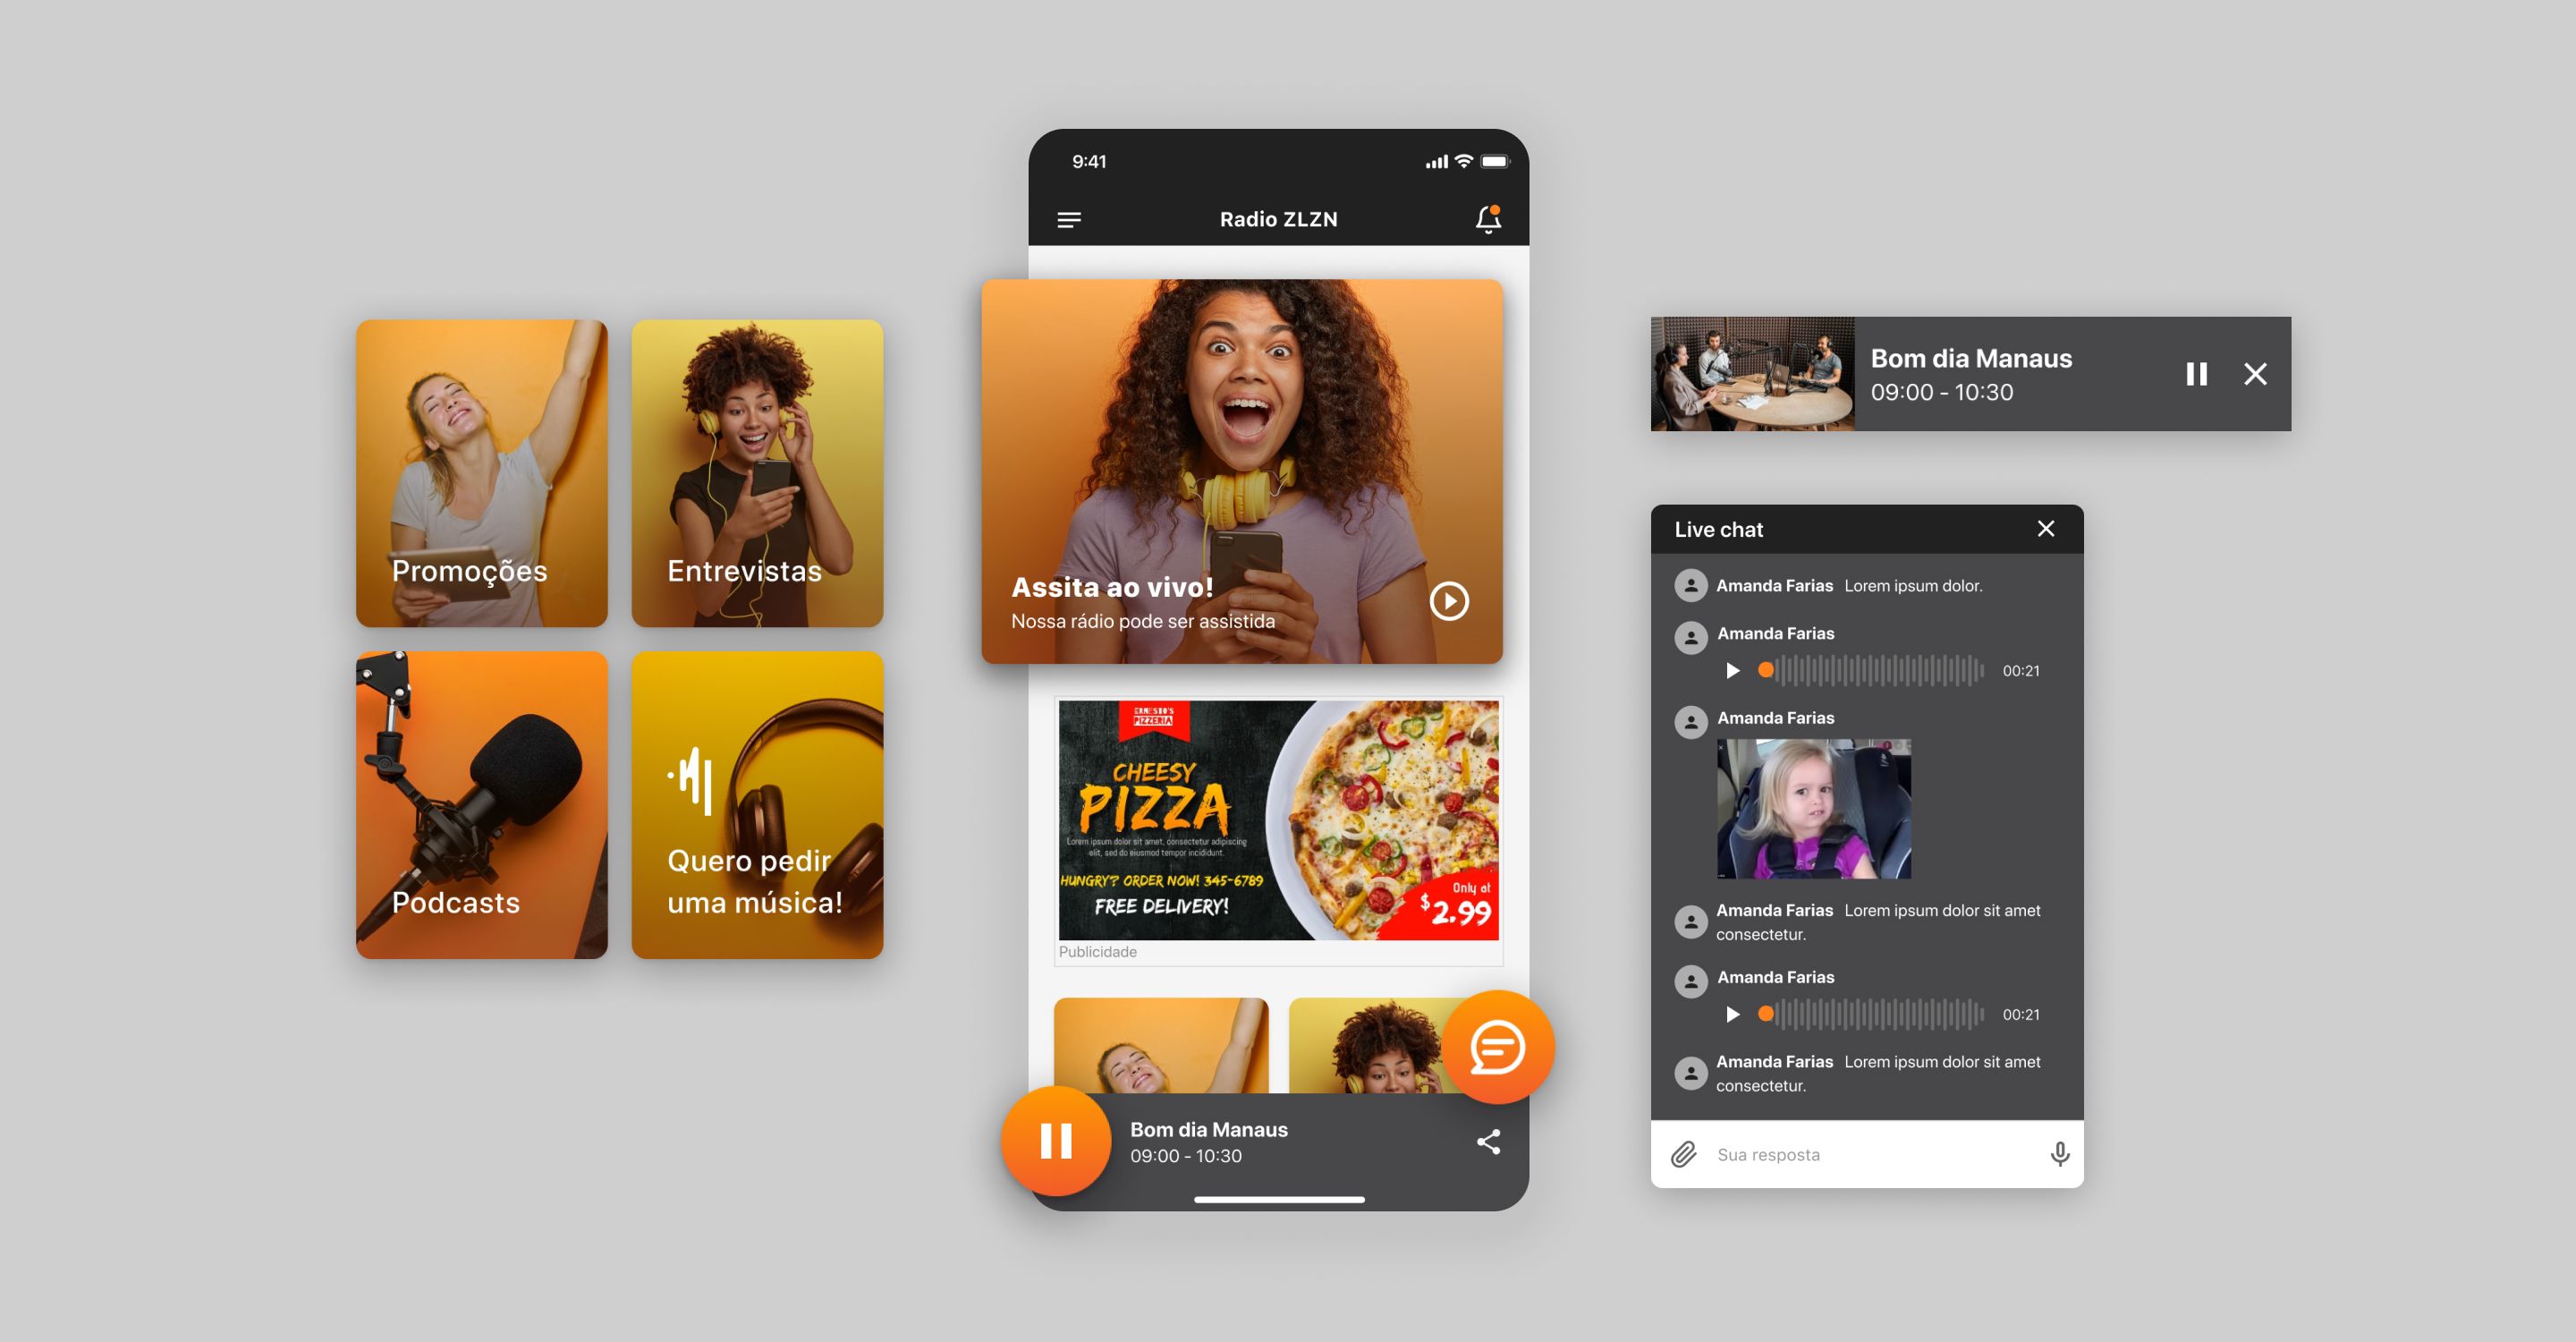 Promoções
Entrevistas
Podcasts
Quero pedir
uma música!
9:41
Radio ZLZN
Assita ao vivo!
Nossa rádio pode ser assistida
ERNESTO'S
PIZZERIA
CHEESY
PIZZA
Lorem ipsum dolor sit amet, consectetur adipiscing
elit, sed do eiusmod tempor incididunt.
HUNGRY? ORDER NOW! 345-6789
FREE DELIVERY!
Only at
$2.99
Publicidade
Bom dia Manaus
09:00 - 10:30
Bom dia Manaus
09:00 - 10:30
Live chat
Amanda Farias Lorem ipsum dolor.
Amanda Farias
00:21
Amanda Farias
Amanda Farias Lorem ipsum dolor sit amet
consectetur.
Amanda Farias
00:21
Amanda Farias Lorem ipsum dolor sit amet
consectetur.
Sua resposta